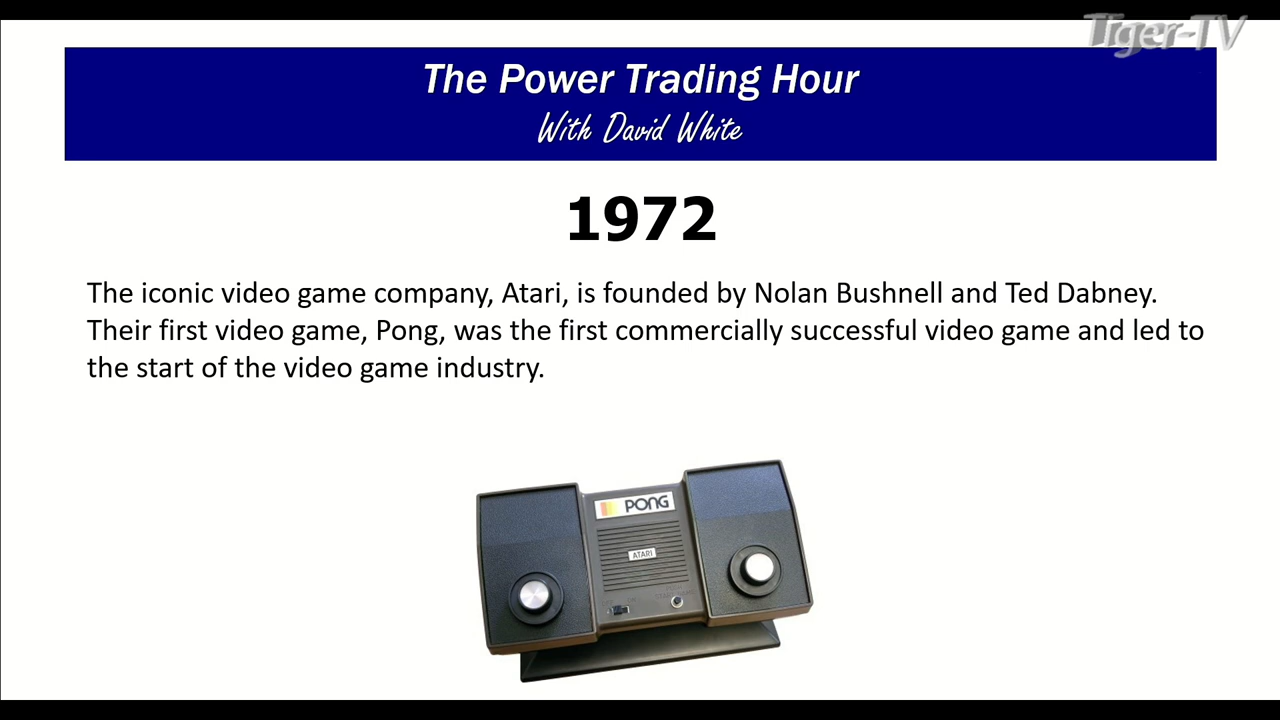 Tiger-TV
The Power Trading Hour
With David White
1972
The iconic video game company, Atari, is founded by Nolan Bushnell and Ted Dabney.
Their first video game, Pong, was the first commercially successful video game and led to
the start of the video game industry.
PONG
ATARI